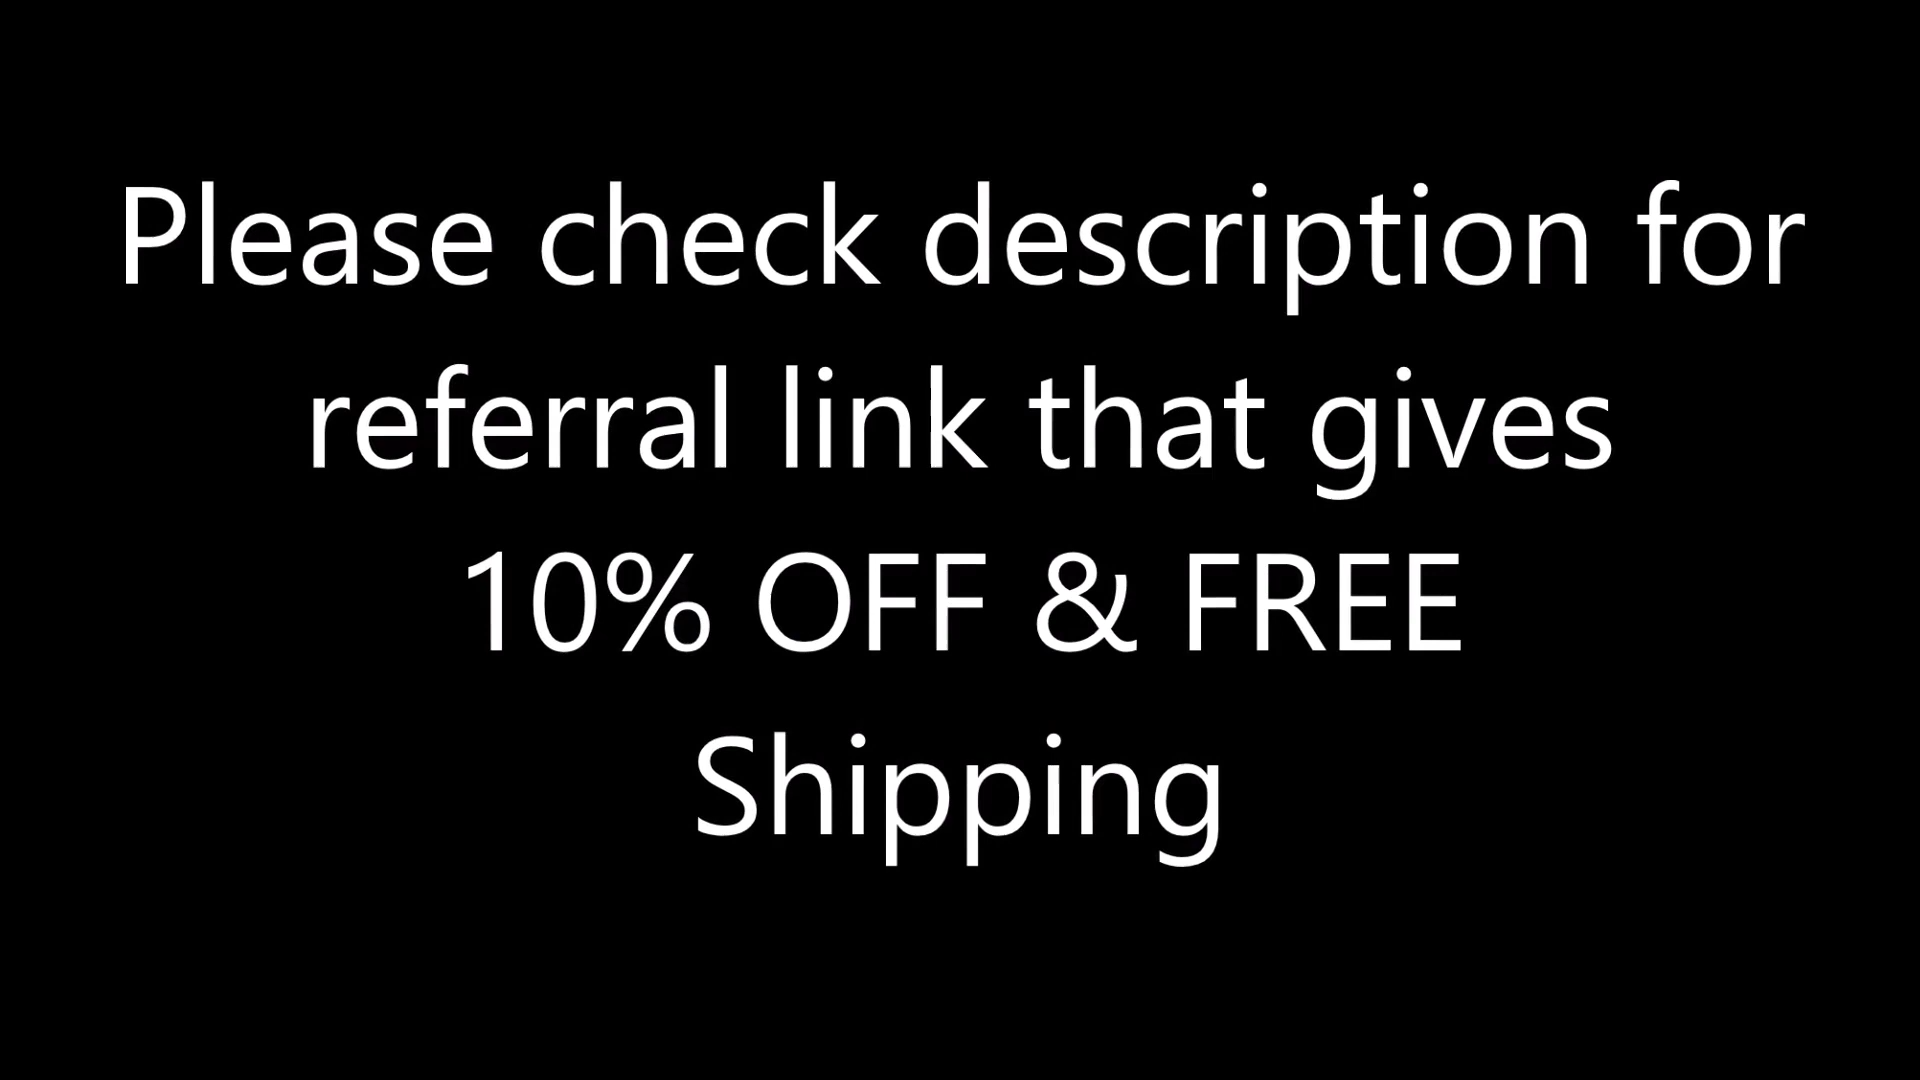 Please check description for
referral link that gives
10% OFF & FREE
Shipping